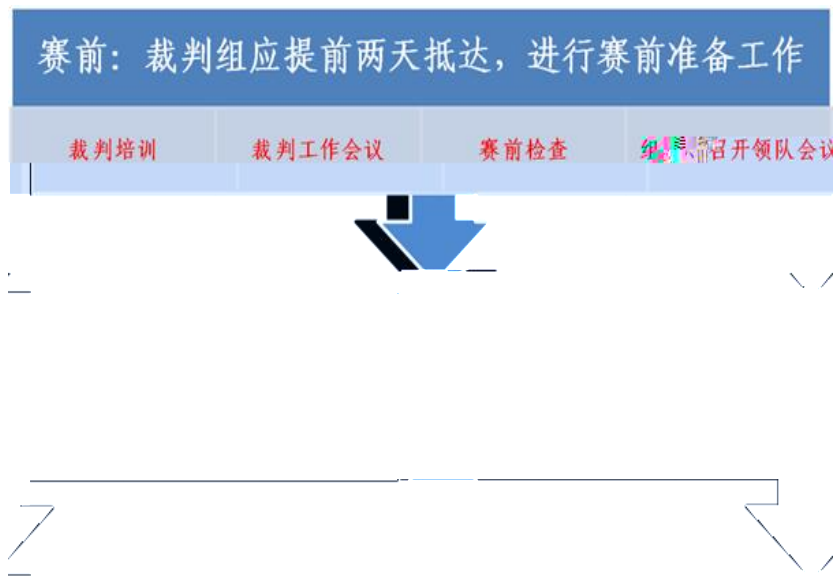 赛前：裁判组应提前两天抵达，进行赛前准备工作
裁判培训 裁判工作会议 赛前检查 召开领队会议